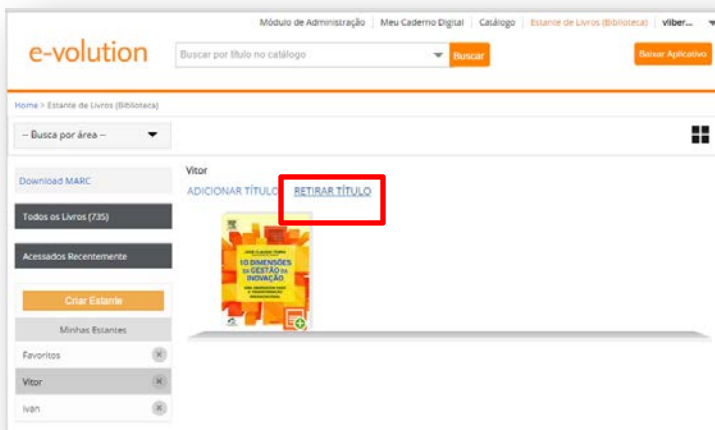 Módulo de Administração Meu Caderno Digital Catálogo Estante de Livros (Biblioteca) vilber...
e-volution
Buscar por título no catálogo
Buscar
Baixar Aplicativo
Home > Estante de Livros (Biblioteca)
-- Busca por área --
Download MARC
Todos os Livros (735)
Acessados Recentemente
Criar Estante
Minhas Estantes
Favoritos
Vitor
Ivan
Vitor
ADICIONAR TÍTULO RETIRAR TÍTULO
10 DIMENSÕES
DA GESTÃO DA
INOVAÇÃO